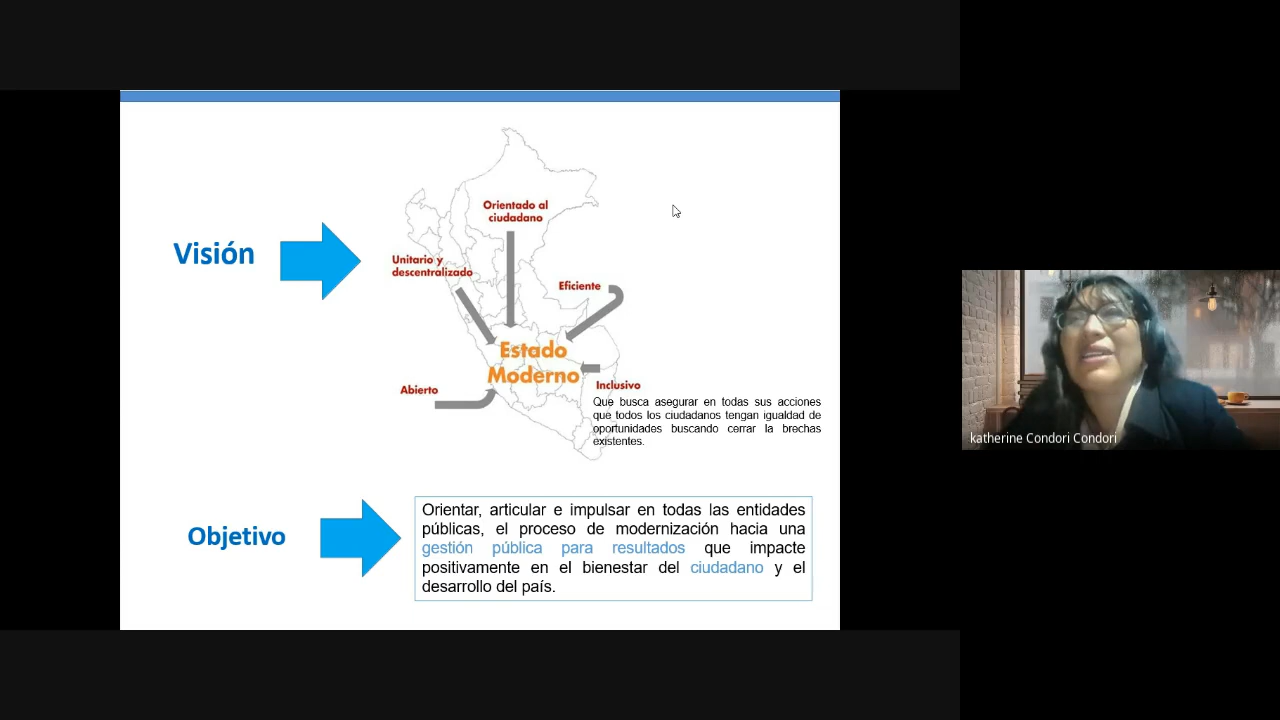 Visión
Orientado al
ciudadano
Unitario y
descentralizado
Eficiente
Estado
Moderno
Abierto
Inclusivo
Que busca asegurar en todas sus acciones
que todos los ciudadanos tengan igualdad de
oportunidades buscando cerrar la brechas
existentes.
Objetivo
Orientar, articular e impulsar en todas las entidades
públicas, el proceso de modernización hacia una
gestión pública para resultados que impacte
positivamente en el bienestar del ciudadano y el
desarrollo del país.
katherine Condori Condori